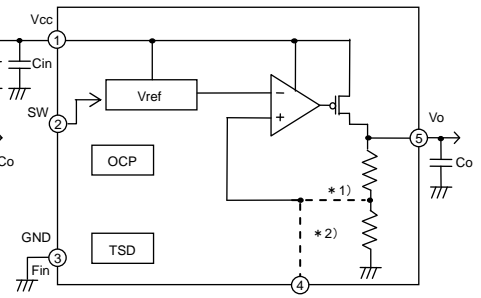 Vcc
1
Cin
Vref
−
+
SW
2
Vo
5
Co
Co
OCP
*1)
*2)
GND
3
Fin
TSD
4